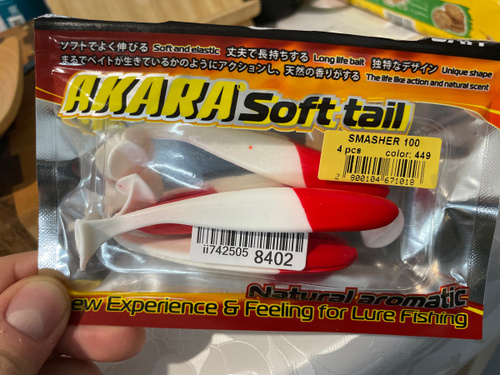 ソフトでよく伸びる Soft and elastic 丈夫で長持ちする Long life bait 独特なデザイン Unique shape
まるでベイトが生きているかのようにアクションし、天然の香りがする The life like action and natural scent
AKARA Soft tail
SMASHER 100
4 pcs color: 449
2 800104 671018
ii742505 8402
Natural aromatic
New Experience & Feeling for Lure Fishing